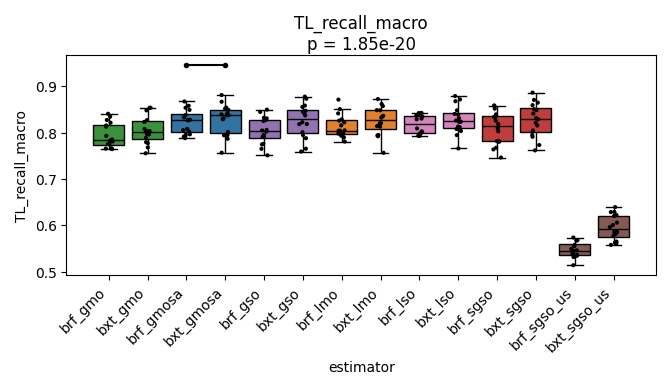 TL_recall_macro
p = 1.85e-20
TL_recall_macro
0.9
0.8
0.7
0.6
0.5
brf_gmo
bxt_gmo
brf_gmosa
bxt_gmosa
brf_gso
bxt_gso
brf_lmo
bxt_lmo
brf_lso
bxt_lso
brf_sgso
bxt_sgso
brf_sgso_us
bxt_sgso_us
estimator